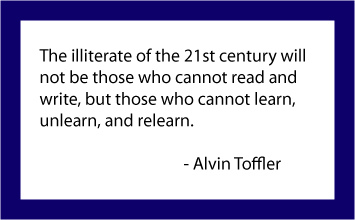 The illiterate of the 21st century will
not be those who cannot read and
write, but those who cannot learn,
unlearn, and relearn.
- Alvin Toffler